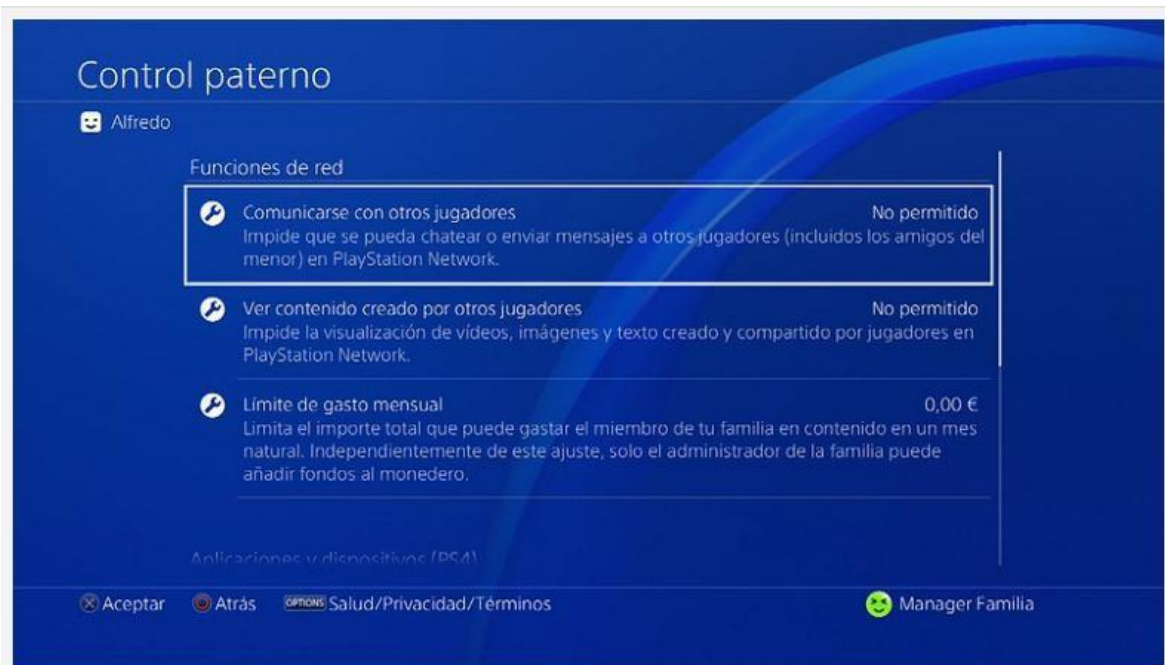 Control paterno
Alfredo
Funciones de red
Comunicarse con otros jugadores No permitido
Impide que se pueda chatear o enviar mensajes a otros jugadores (incluidos los amigos del
menor) en PlayStation Network.
Ver contenido creado por otros jugadores No permitido
Impide la visualización de vídeos, imágenes y texto creado y compartido por jugadores en
PlayStation Network.
Límite de gasto mensual 0,00 €
Limita el importe total que puede gastar el miembro de tu familia en contenido en un mes
natural. Independientemente de este ajuste, solo el administrador de la familia puede
añadir fondos al monedero.
Aplicaciones y dispositivos (PS4)
Aceptar Atrás OPTIONS Salud/Privacidad/Términos Manager Familia